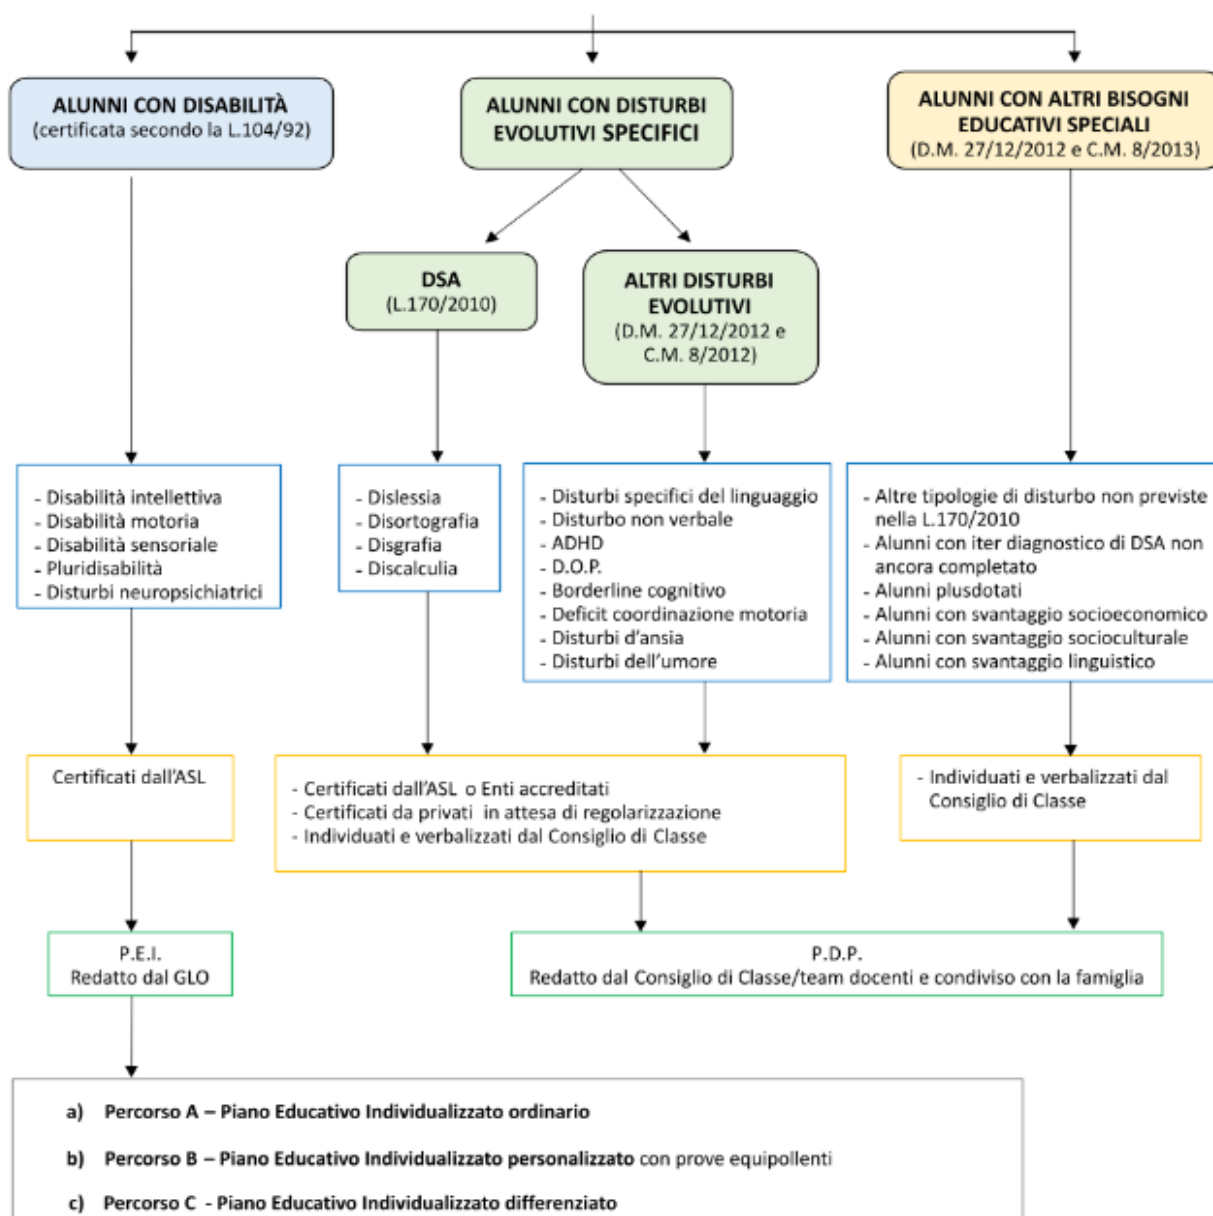 ALUNNI CON DISABILITÀ
(certificata secondo la L.104/92)
ALUNNI CON DISTURBI
EVOLUTIVI SPECIFICI
ALUNNI CON ALTRI BISOGNI
EDUCATIVI SPECIALI
(D.M. 27/12/2012 e C.M. 8/2013)
DSA
(L.170/2010)
ALTRI DISTURBI
EVOLUTIVI
(D.M. 27/12/2012 e
C.M. 8/2012)
- Disabilità intellettiva
- Disabilità motoria
- Disabilità sensoriale
- Pluridisabilità
- Disturbi neuropsichiatrici
- Dislessia
- Disortografia
- Disgrafia
- Discalculia
- Disturbi specifici del linguaggio
- Disturbo non verbale
- ADHD
- D.O.P.
- Borderline cognitivo
- Deficit coordinazione motoria
- Disturbi d'ansia
- Disturbi dell'umore
- Altre tipologie di disturbo non previste
nella L.170/2010
- Alunni con iter diagnostico di DSA non
ancora completato
- Alunni plusdotati
- Alunni con svantaggio socioeconomico
- Alunni con svantaggio socioculturale
- Alunni con svantaggio linguistico
Certificati dall'ASL
- Certificati dall'ASL o Enti accreditati
- Certificati da privati in attesa di regolarizzazione
- Individuati e verbalizzati dal Consiglio di Classe
- Individuati e verbalizzati dal
Consiglio di Classe
P.E.I.
Redatto dal GLO
P.D.P.
Redatto dal Consiglio di Classe/team docenti e condiviso con la famiglia
a) Percorso A – Piano Educativo Individualizzato ordinario
b) Percorso B – Piano Educativo Individualizzato personalizzato con prove equipollenti
c) Percorso C - Piano Educativo Individualizzato differenziato